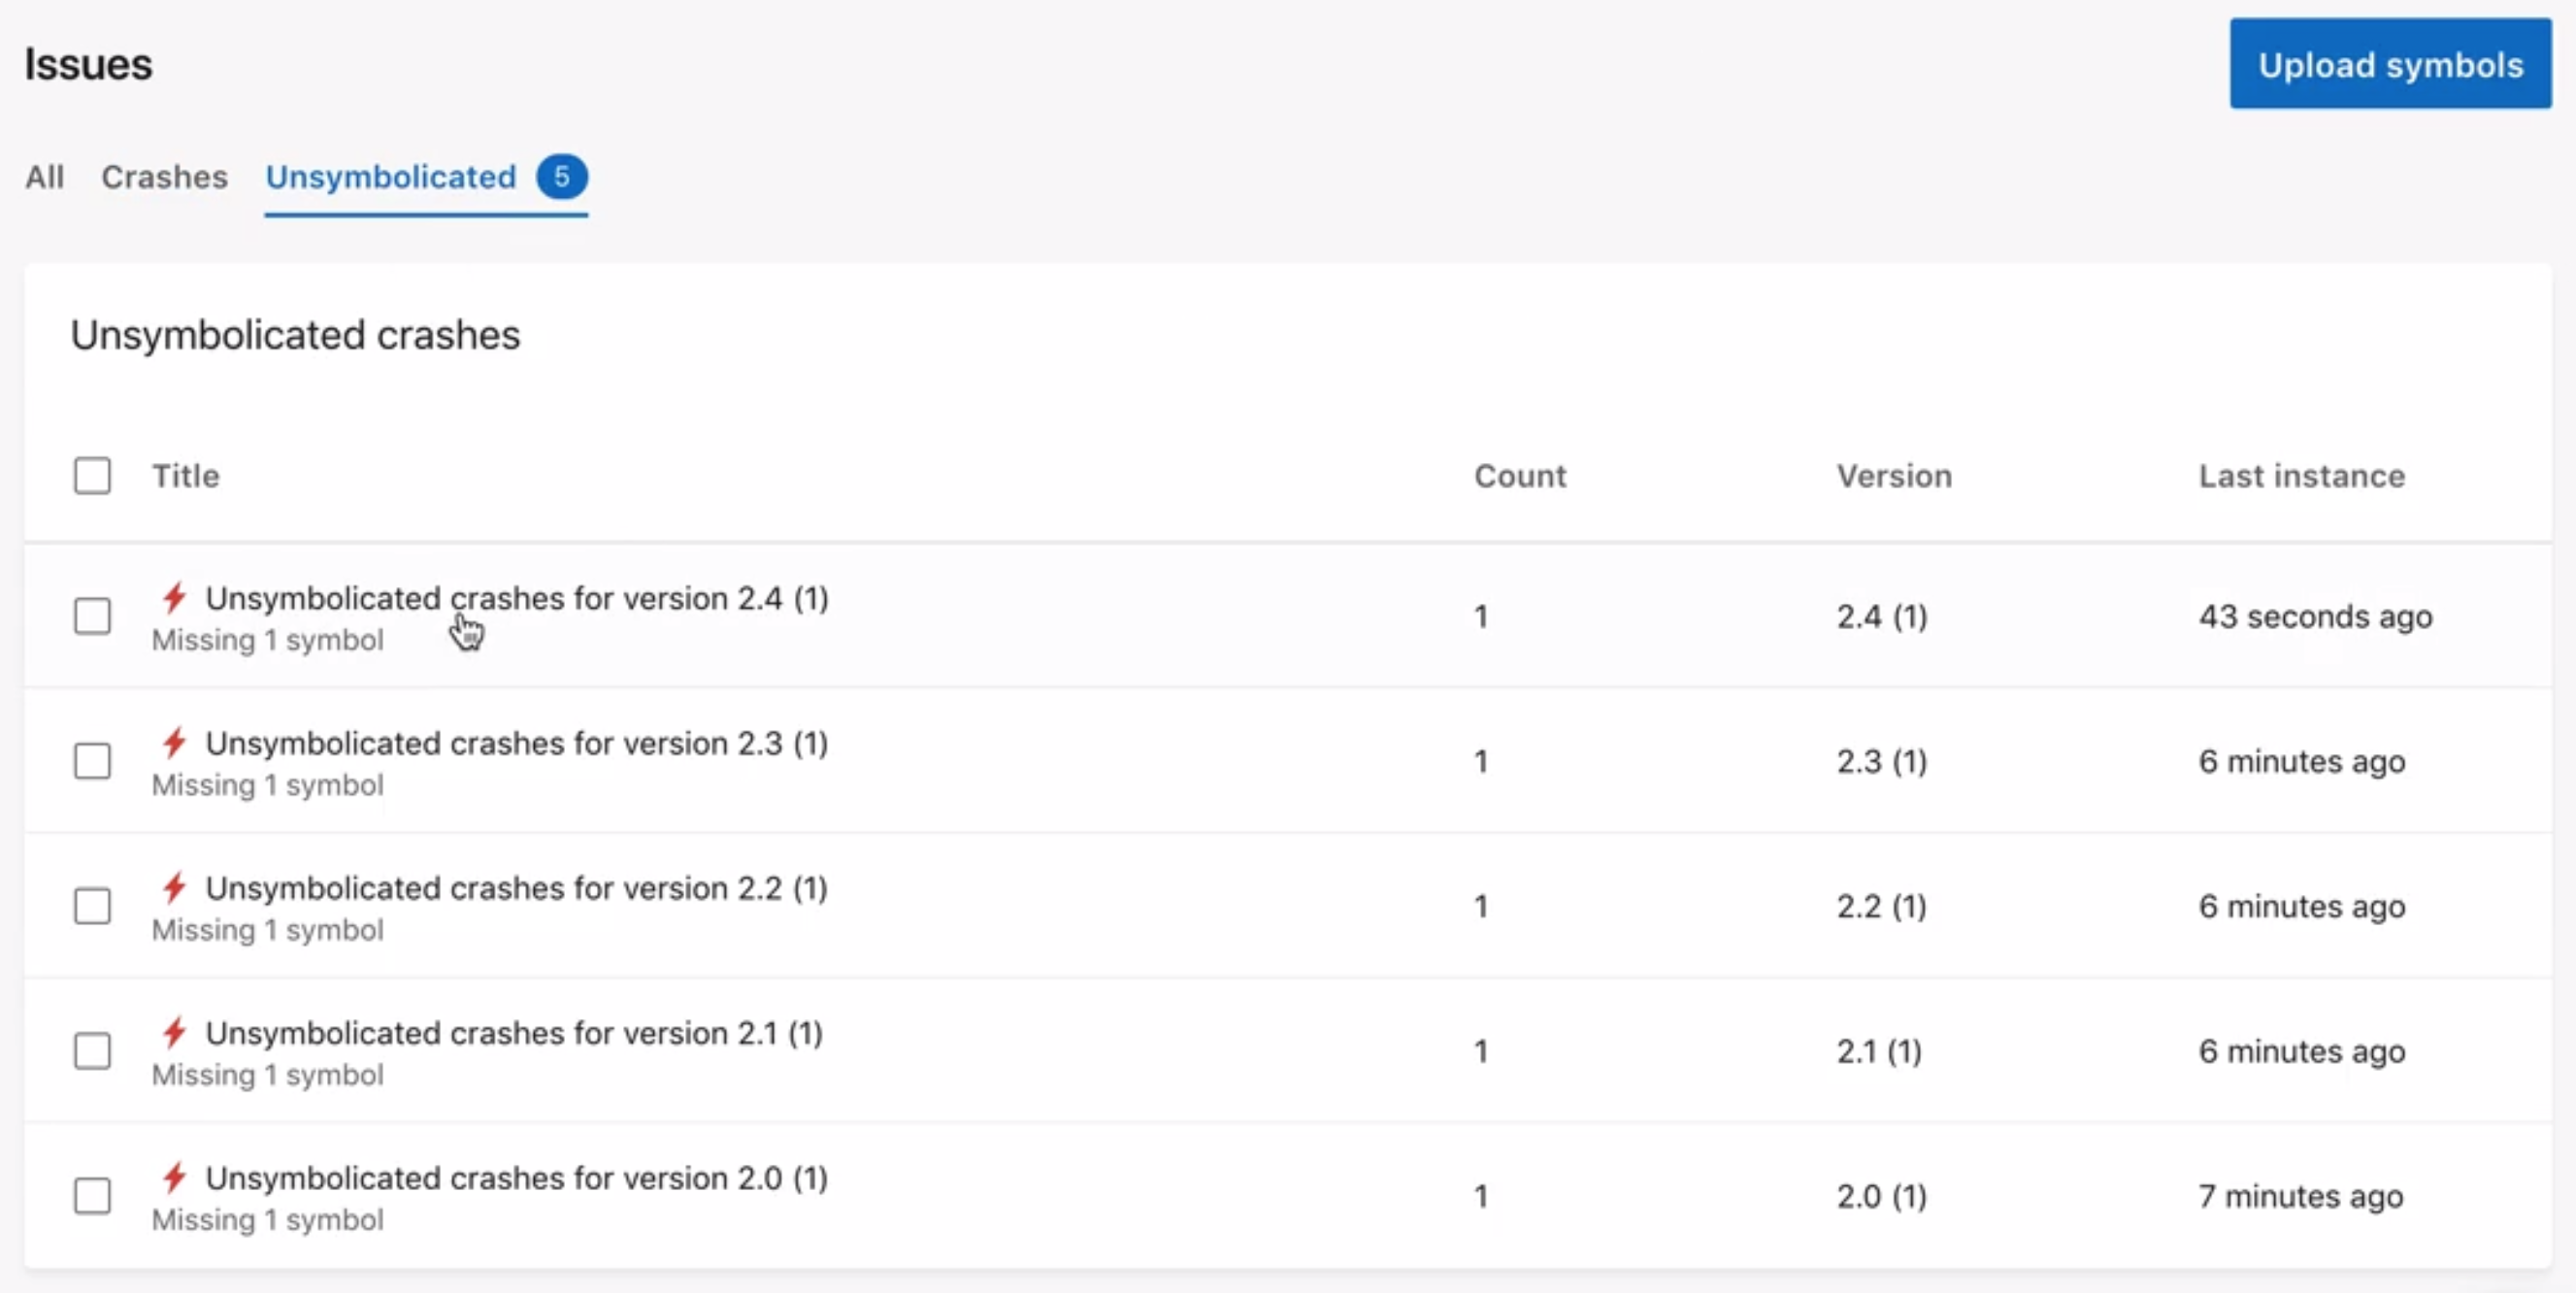 Issues
Upload symbols
All Crashes Unsymbolicated 5
Unsymbolicated crashes
Title Count Version Last instance
Unsymbolicated crashes for version 2.4 (1)
Missing 1 symbol
1 2.4 (1) 43 seconds ago
Unsymbolicated crashes for version 2.3 (1)
Missing 1 symbol
1 2.3 (1) 6 minutes ago
Unsymbolicated crashes for version 2.2 (1)
Missing 1 symbol
1 2.2 (1) 6 minutes ago
Unsymbolicated crashes for version 2.1 (1)
Missing 1 symbol
1 2.1 (1) 6 minutes ago
Unsymbolicated crashes for version 2.0 (1)
Missing 1 symbol
1 2.0 (1) 7 minutes ago